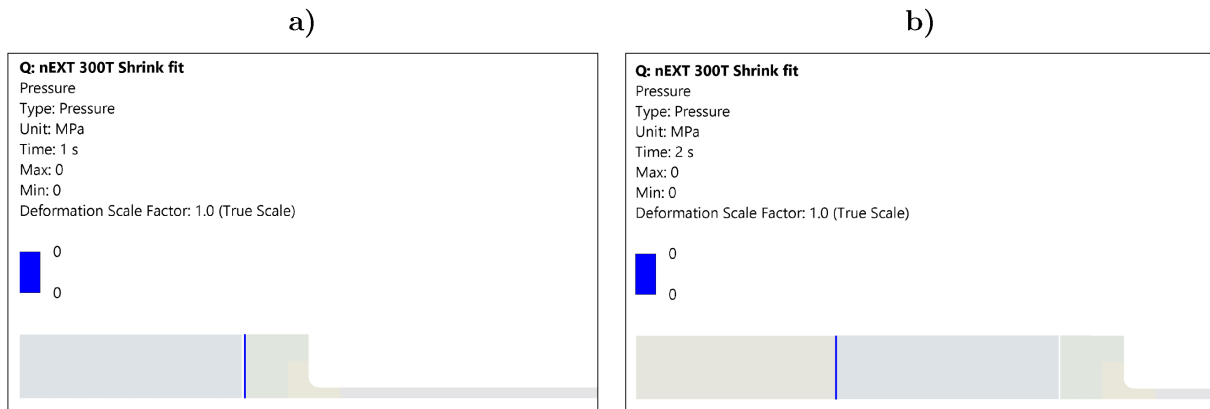 a)
Q: nEXT 300T Shrink fit
Pressure
Type: Pressure
Unit: MPa
Time: 1 s
Max: 0
Min: 0
Deformation Scale Factor: 1.0 (True Scale)
0
0
b)
Q: nEXT 300T Shrink fit
Pressure
Type: Pressure
Unit: MPa
Time: 2 s
Max: 0
Min: 0
Deformation Scale Factor: 1.0 (True Scale)
0
0